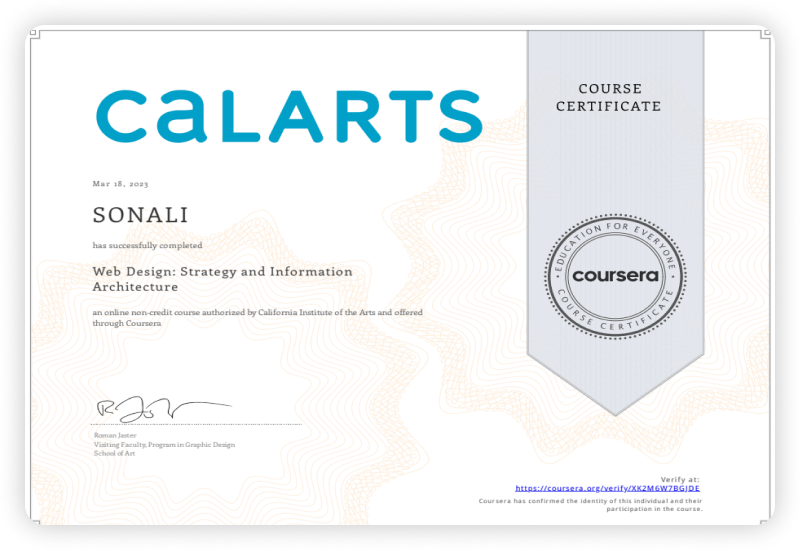 CALARTS
COURSE
CERTIFICATE
Mar 18, 2023
SONALI
has successfully completed
Web Design: Strategy and Information
Architecture
an online non-credit course authorized by California Institute of the Arts and offered
through Coursera
EDUCATION FOR EVERYONE
coursera
COURSE CERTIFICATE
Roman Jaster
Visiting Faculty, Program in Graphic Design
School of Art
Verify at:
https://coursera.org/verify/XK2M6W7BGJDE
Coursera has confirmed the identity of this individual and their
participation in the course.